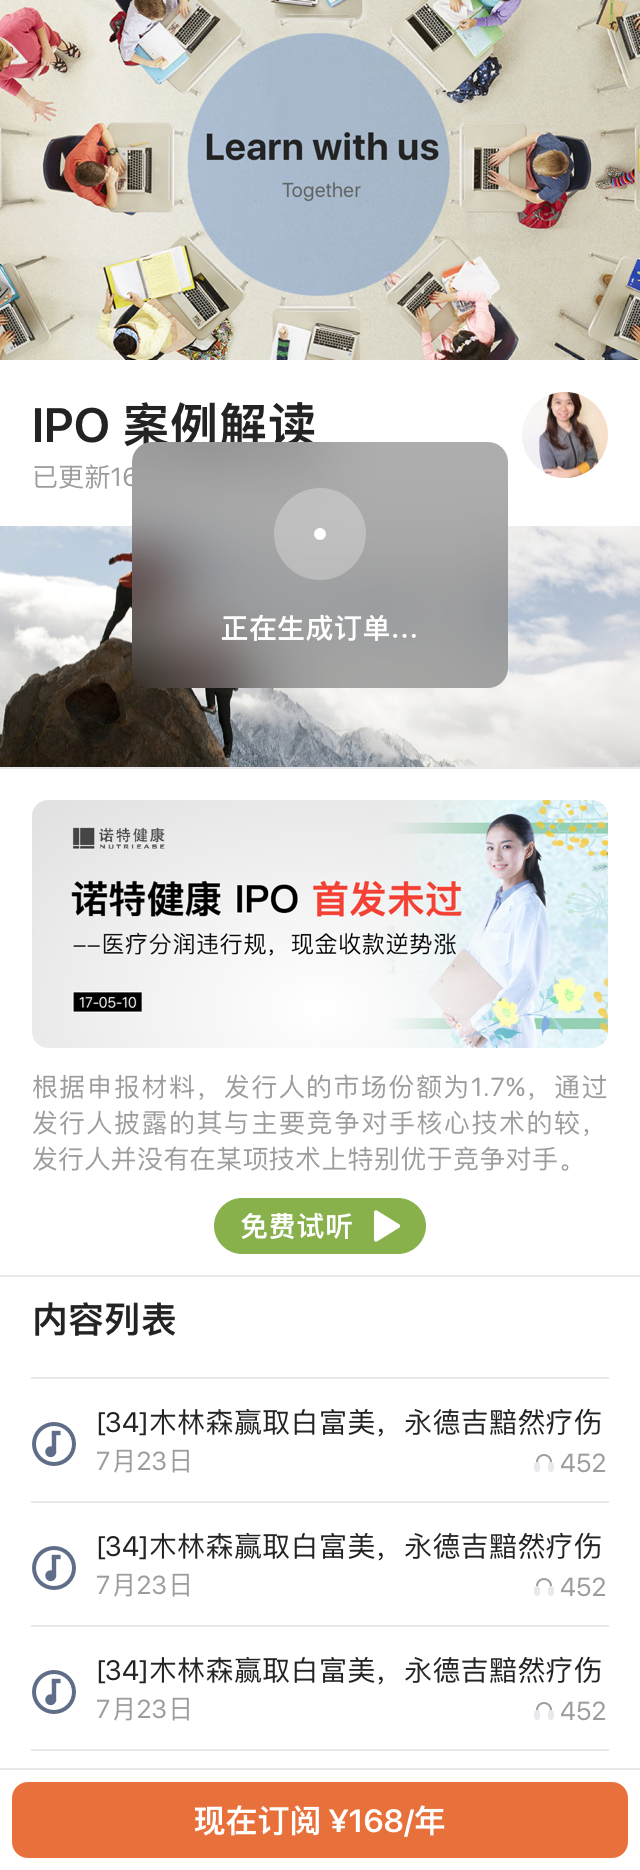 Learn with us
Together
IPO 案例解读
已更新16
正在生成订单...
诺特健康
NUTRIEASE
诺特健康 IPO 首发未过
––医疗分润违行规，现金收款逆势涨
17-05-10
根据申报材料，发行人的市场份额为1.7%，通过
发行人披露的其与主要竞争对手核心技术的较，
发行人并没有在某项技术上特别优于竞争对手。
免费试听
内容列表
[34]木林森赢取白富美，永德吉黯然疗伤
7月23日
452
[34]木林森赢取白富美，永德吉黯然疗伤
7月23日
452
[34]木林森赢取白富美，永德吉黯然疗伤
7月23日
452
现在订阅 ¥168/年